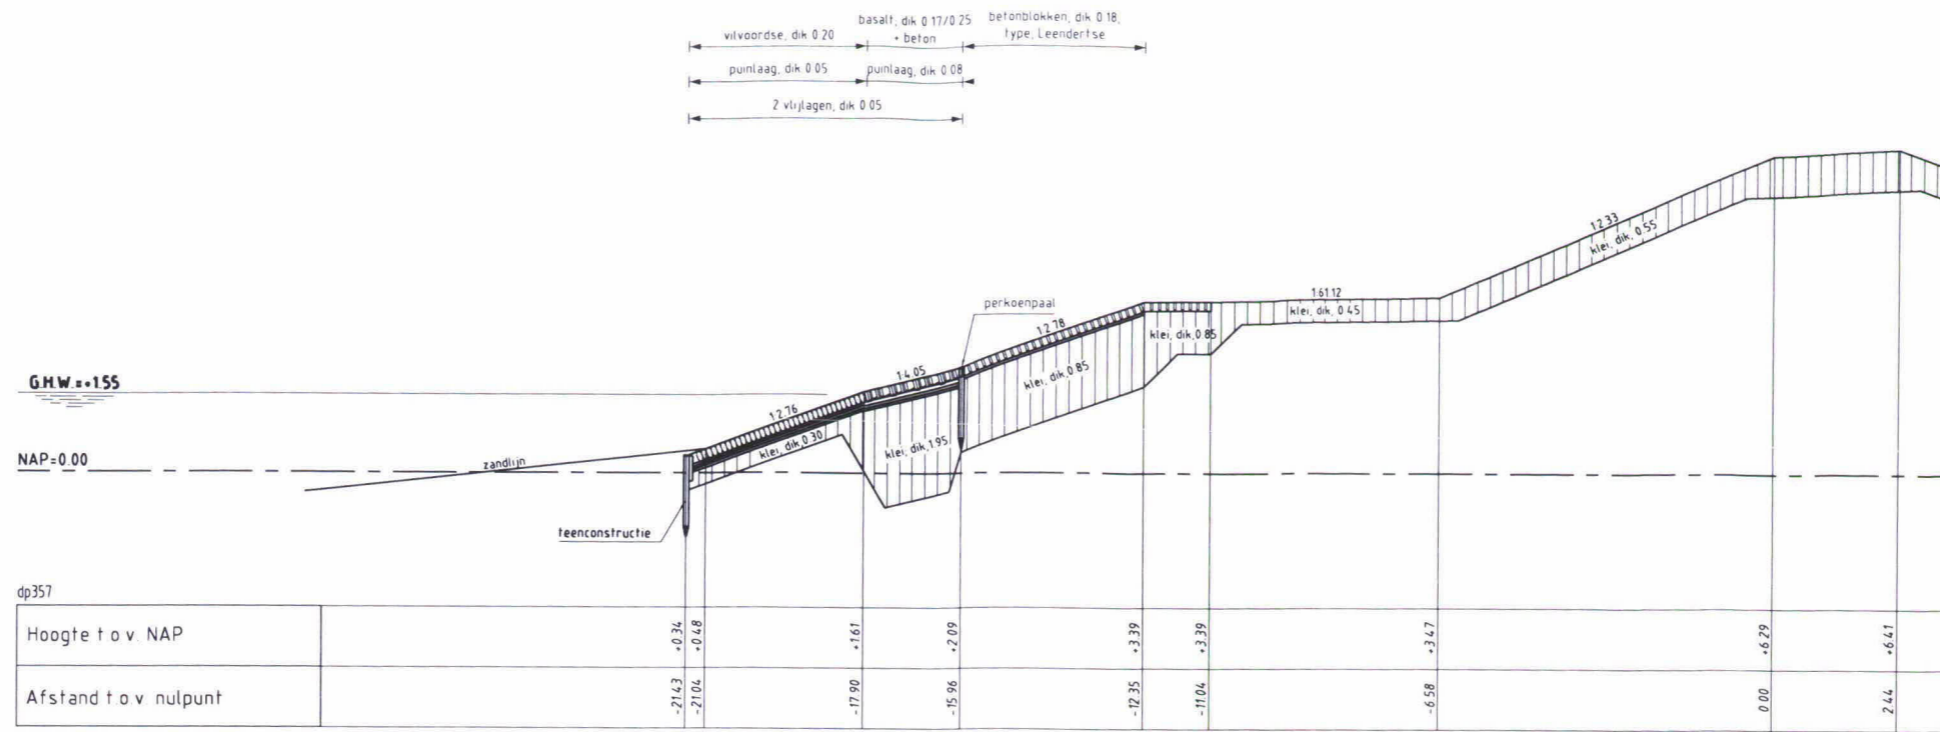 vilvoordse, dik 0.20
basalt, dik 0.17/0.25
+ beton
betonblokken, dik 0.18,
type, Leendertse
puinlaag, dik 0.05
puinlaag, dik 0.08
2 vlijlagen, dik 0.05
1:2.33
klei, dik, 0.55
perkoenpaal
1:61.12
klei, dik, 0.45
1:2.78
klei, dik, 0.85
klei, dik, 0.85
G.H.W.=+1.55
1:4.05
1:2.76
klei, dik, 0.30
klei, dik, 1.95
NAP=0.00
zandlijn
teenconstructie
dp357
Hoogte t.o.v. NAP
+0.34 +0.48 +1.61 +2.09 +3.39 +3.39 +3.47 +6.29 +6.41
Afstand t.o.v. nulpunt
-21.43 -21.04 -17.90 -15.96 -12.35 -11.04 -6.58 0.00 2.44